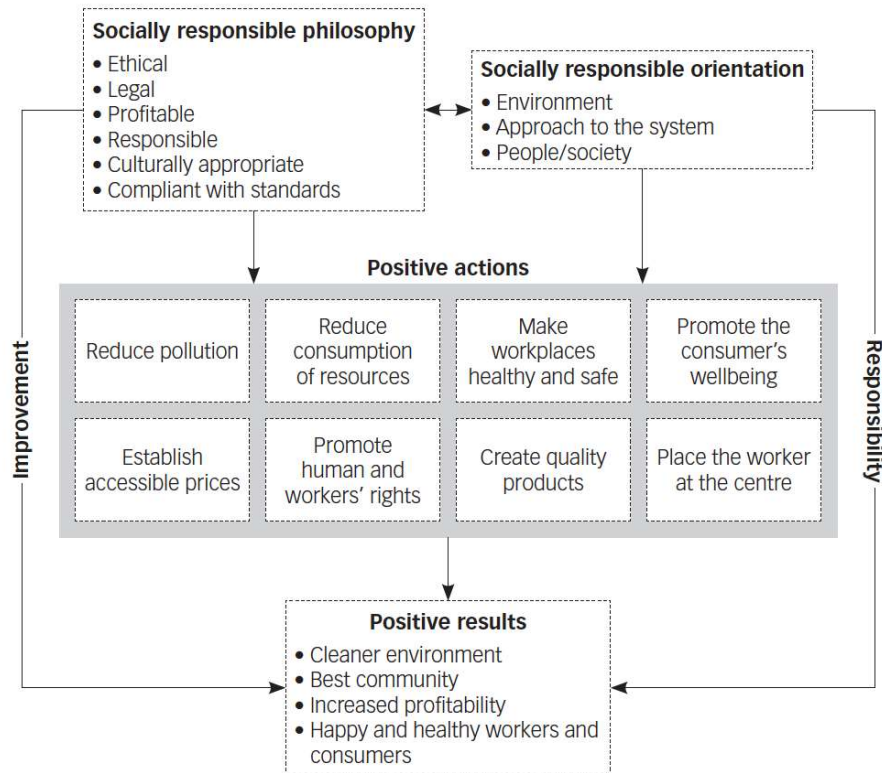 Socially responsible philosophy
• Ethical
• Legal
• Profitable
• Responsible
• Culturally appropriate
• Compliant with standards
Socially responsible orientation
• Environment
• Approach to the system
• People/society
Positive actions
Reduce pollution
Reduce
consumption
of resources
Make
workplaces
healthy and safe
Promote the
consumer's
wellbeing
Establish
accessible prices
Promote
human and
workers' rights
Create quality
products
Place the worker
at the centre
Improvement
Responsibility
Positive results
• Cleaner environment
• Best community
• Increased profitability
• Happy and healthy workers and
consumers